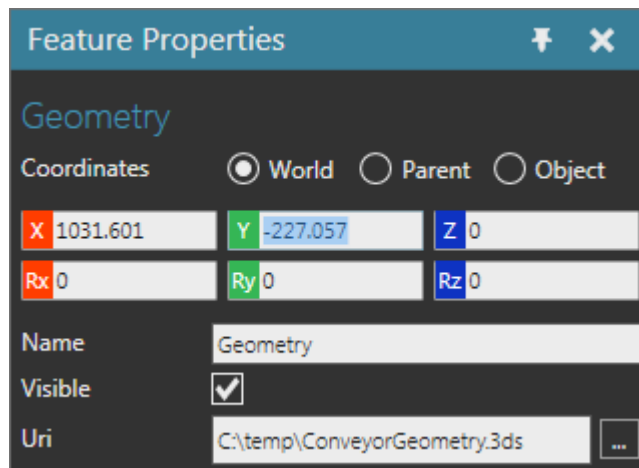 Feature Properties
Geometry
Coordinates World Parent Object
X 1031.601 Y -227.057 Z 0
Rx 0 Ry 0 Rz 0
Name Geometry
Visible
Uri C:\temp\ConveyorGeometry.3ds ...